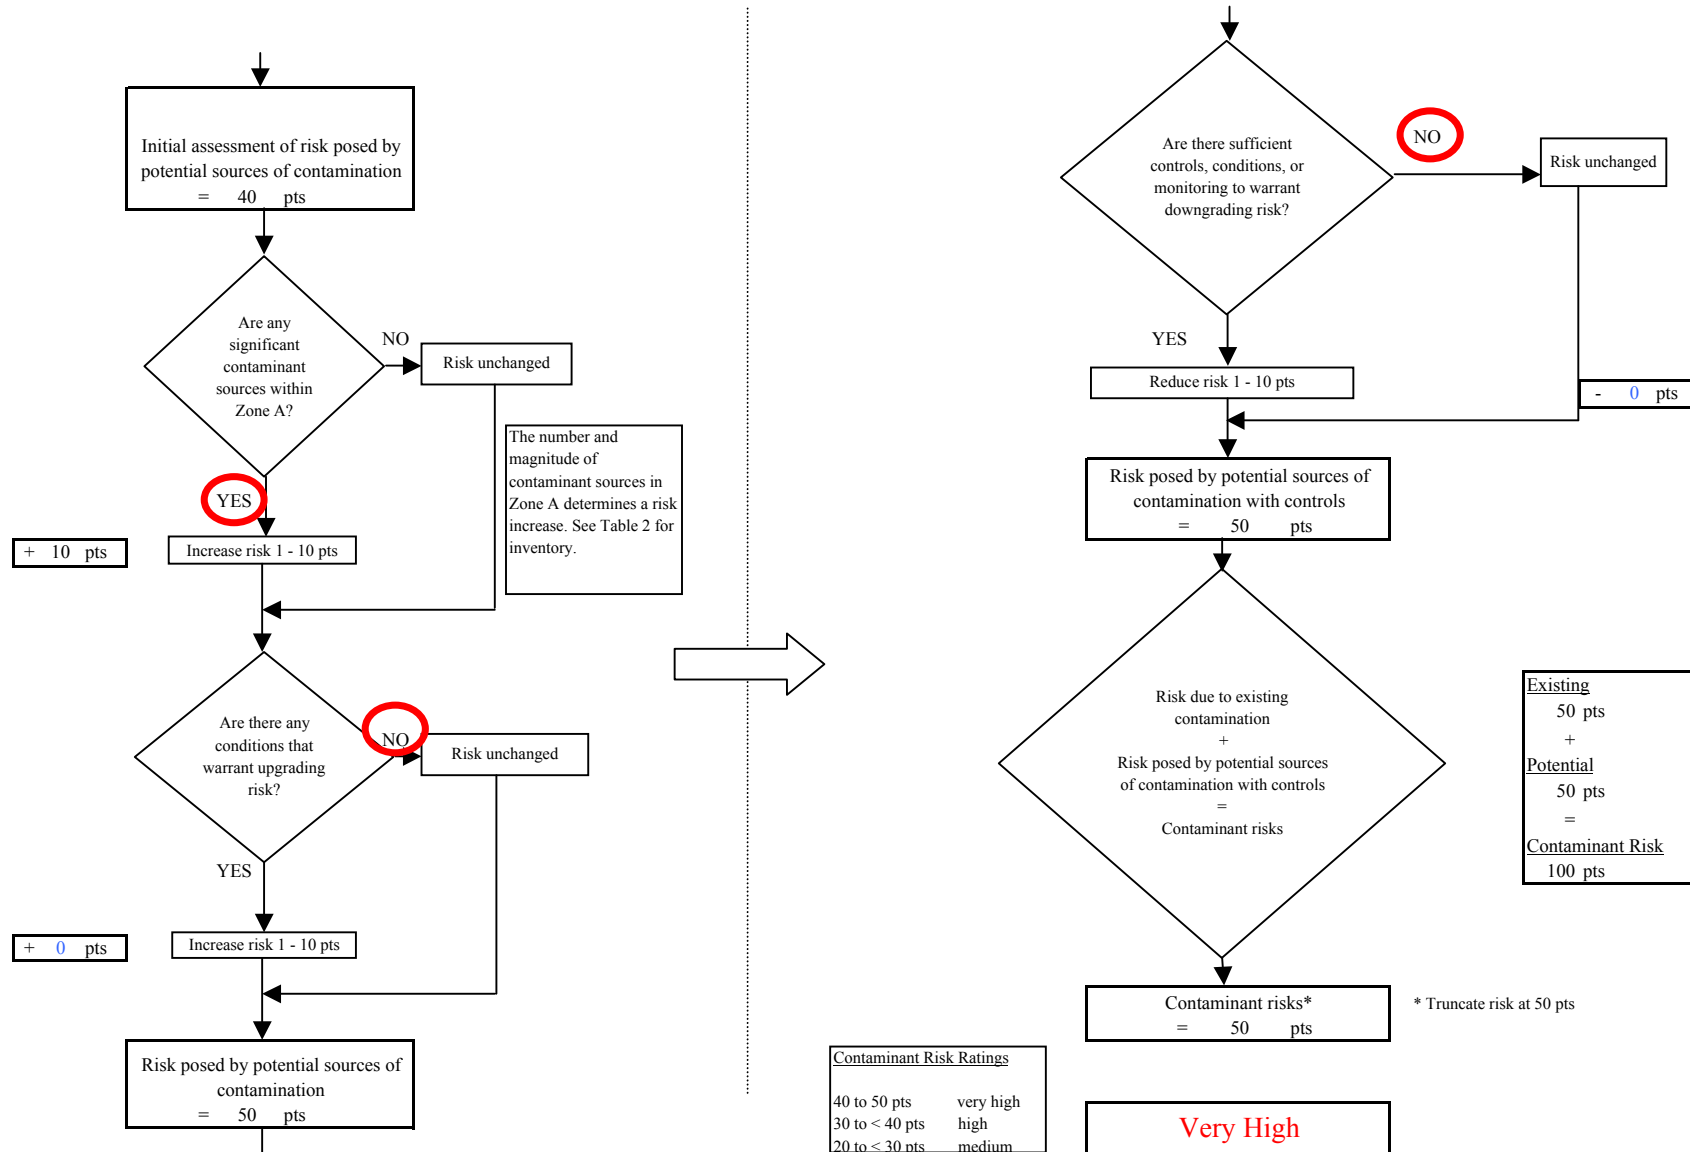 Initial assessment of risk posed by
potential sources of contamination
= 40 pts
Are any
significant
contaminant
sources within
Zone A?
NO
Risk unchanged
The number and
magnitude of
contaminant sources in
Zone A determines a risk
increase. See Table 2 for
inventory.
YES
+ 10 pts
Increase risk 1 - 10 pts
Are there any
conditions that
warrant upgrading
risk?
NO
Risk unchanged
YES
+ 0 pts
Increase risk 1 - 10 pts
Risk posed by potential sources of
contamination
= 50 pts
Are there sufficient
controls, conditions, or
monitoring to warrant
downgrading risk?
NO
Risk unchanged
YES
Reduce risk 1 - 10 pts
- 0 pts
Risk posed by potential sources of
contamination with controls
= 50 pts
Risk due to existing
contamination
+
Risk posed by potential sources
of contamination with controls
=
Contaminant risks
Existing
50 pts
+
Potential
50 pts
=
Contaminant Risk
100 pts
Contaminant risks*
= 50 pts
* Truncate risk at 50 pts
Contaminant Risk Ratings
40 to 50 pts very high
30 to < 40 pts high
20 to < 30 pts medium
Very High